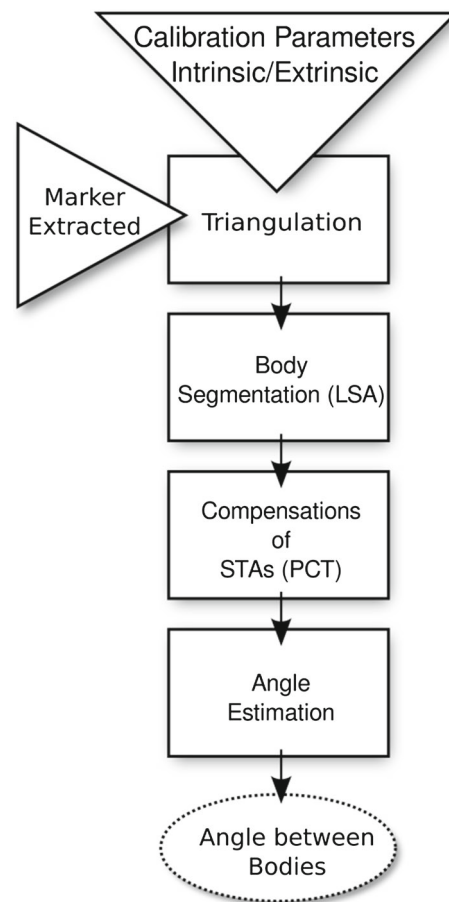 Calibration Parameters
Intrinsic/Extrinsic
Marker
Extracted
Triangulation
Body
Segmentation (LSA)
Compensations
of
STAs (PCT)
Angle
Estimation
Angle between
Bodies